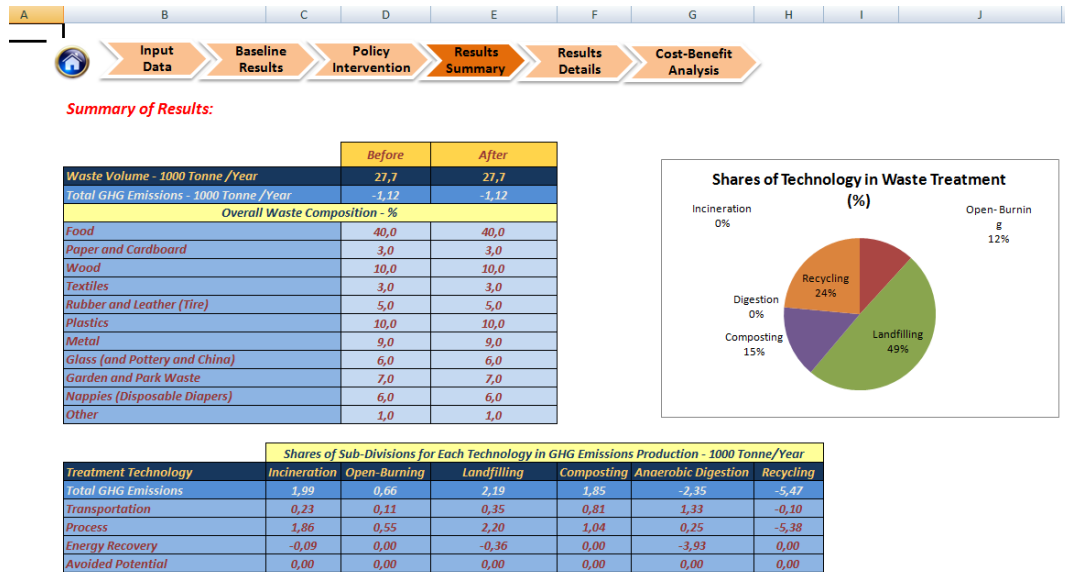 A B C D E F G H I J
Input Data
Baseline Results
Policy Intervention
Results Summary
Results Details
Cost-Benefit Analysis
Summary of Results:
Before After
Waste Volume - 1000 Tonne /Year 27,7 27,7
Total GHG Emissions - 1000 Tonne /Year -1,12 -1,12
Overall Waste Composition - %
Food 40,0 40,0
Paper and Cardboard 3,0 3,0
Wood 10,0 10,0
Textiles 3,0 3,0
Rubber and Leather (Tire) 5,0 5,0
Plastics 10,0 10,0
Metal 9,0 9,0
Glass (and Pottery and China) 6,0 6,0
Garden and Park Waste 7,0 7,0
Nappies (Disposable Diapers) 6,0 6,0
Other 1,0 1,0
Shares of Technology in Waste Treatment
(%)
Incineration
0%
Open- Burnin
g
12%
Recycling
24%
Digestion
0%
Landfilling
49%
Composting
15%
Shares of Sub-Divisions for Each Technology in GHG Emissions Production - 1000 Tonne/Year
Treatment Technology Incineration Open-Burning Landfilling Composting Anaerobic Digestion Recycling
Total GHG Emissions 1,99 0,66 2,19 1,85 -2,35 -5,47
Transportation 0,23 0,11 0,35 0,81 1,33 -0,10
Process 1,86 0,55 2,20 1,04 0,25 -5,38
Energy Recovery -0,09 0,00 -0,36 0,00 -3,93 0,00
Avoided Potential 0,00 0,00 0,00 0,00 0,00 0,00